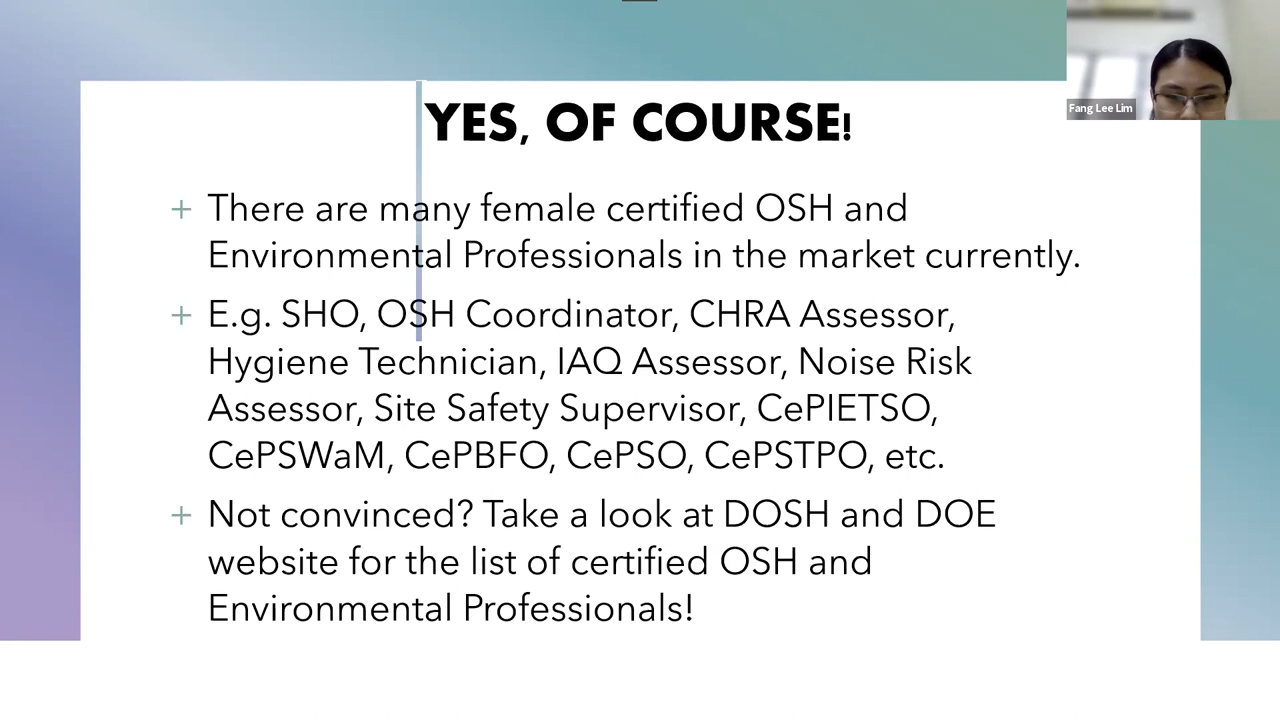 YES, OF COURSE!
Fang Lee Lim
+ There are many female certified OSH and
Environmental Professionals in the market currently.
+ E.g. SHO, OSH Coordinator, CHRA Assessor,
Hygiene Technician, IAQ Assessor, Noise Risk
Assessor, Site Safety Supervisor, CePIETSO,
CePSWaM, CePBFO, CePSO, CePSTPO, etc.
+ Not convinced? Take a look at DOSH and DOE
website for the list of certified OSH and
Environmental Professionals!